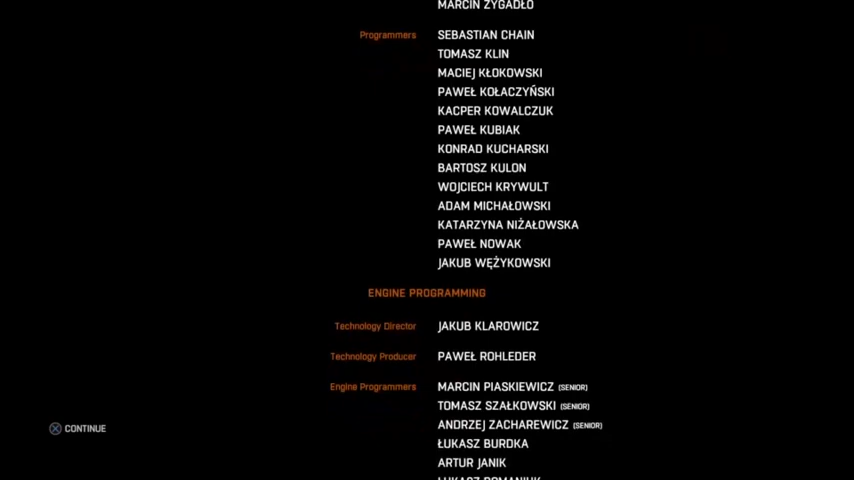 MARCIN ZYGADŁO
Programmers SEBASTIAN CHAIN
TOMASZ KLIN
MACIEJ KŁOKOWSKI
PAWEŁ KOŁACZYŃSKI
KACPER KOWALCZUK
PAWEŁ KUBIAK
KONRAD KUCHARSKI
BARTOSZ KULON
WOJCIECH KRYWULT
ADAM MICHAŁOWSKI
KATARZYNA NIŻAŁOWSKA
PAWEŁ NOWAK
JAKUB WĘŻYKOWSKI
ENGINE PROGRAMMING
Technology Director JAKUB KLAROWICZ
Technology Producer PAWEŁ ROHLEDER
Engine Programmers MARCIN PIASKIEWICZ (SENIOR)
TOMASZ SZAŁKOWSKI (SENIOR)
ANDRZEJ ZACHAREWICZ (SENIOR)
CONTINUE
ŁUKASZ BURDKA
ARTUR JANIK
ŁUKASZ ROMANIUK